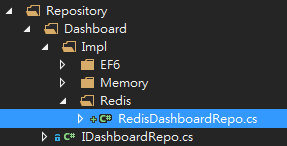 Repository
Dashboard
Impl
EF6
Memory
Redis
C# RedisDashboardRepo.cs
C# IDashboardRepo.cs